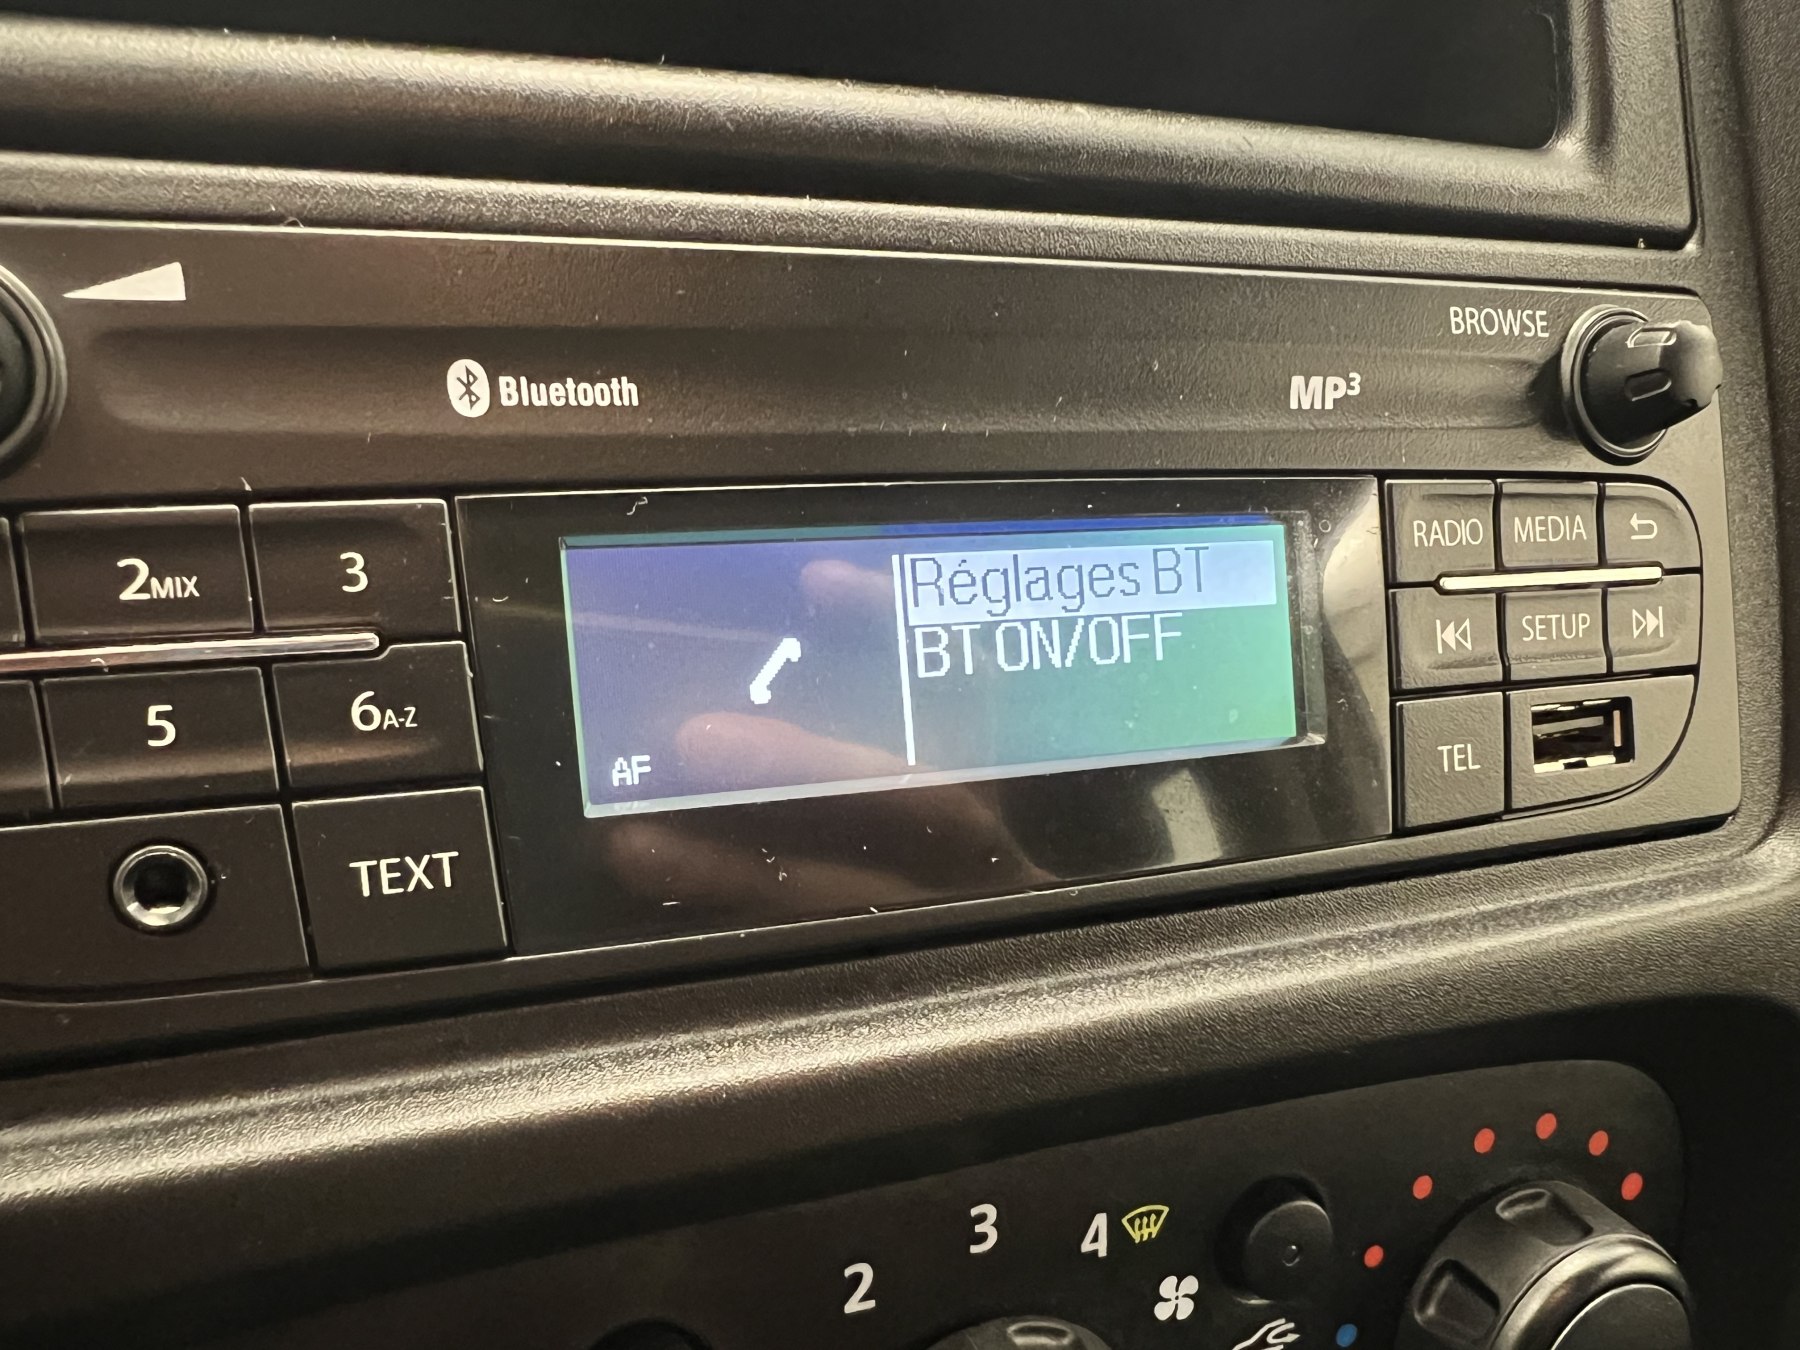 BROWSE
Bluetooth
MP3
2MIX
3
Réglages BT
BT ON/OFF
AF
RADIO
MEDIA
SETUP
5
6A-Z
TEL
TEXT
2
3
4